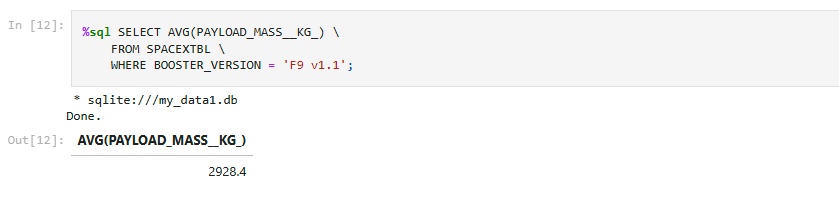 In [12]: %sql SELECT AVG(PAYLOAD_MASS__KG_) \
FROM SPACEXTBL \
WHERE BOOSTER_VERSION = 'F9 v1.1';
* sqlite:///my_data1.db
Done.
Out[12]: AVG(PAYLOAD_MASS__KG_)
2928.4